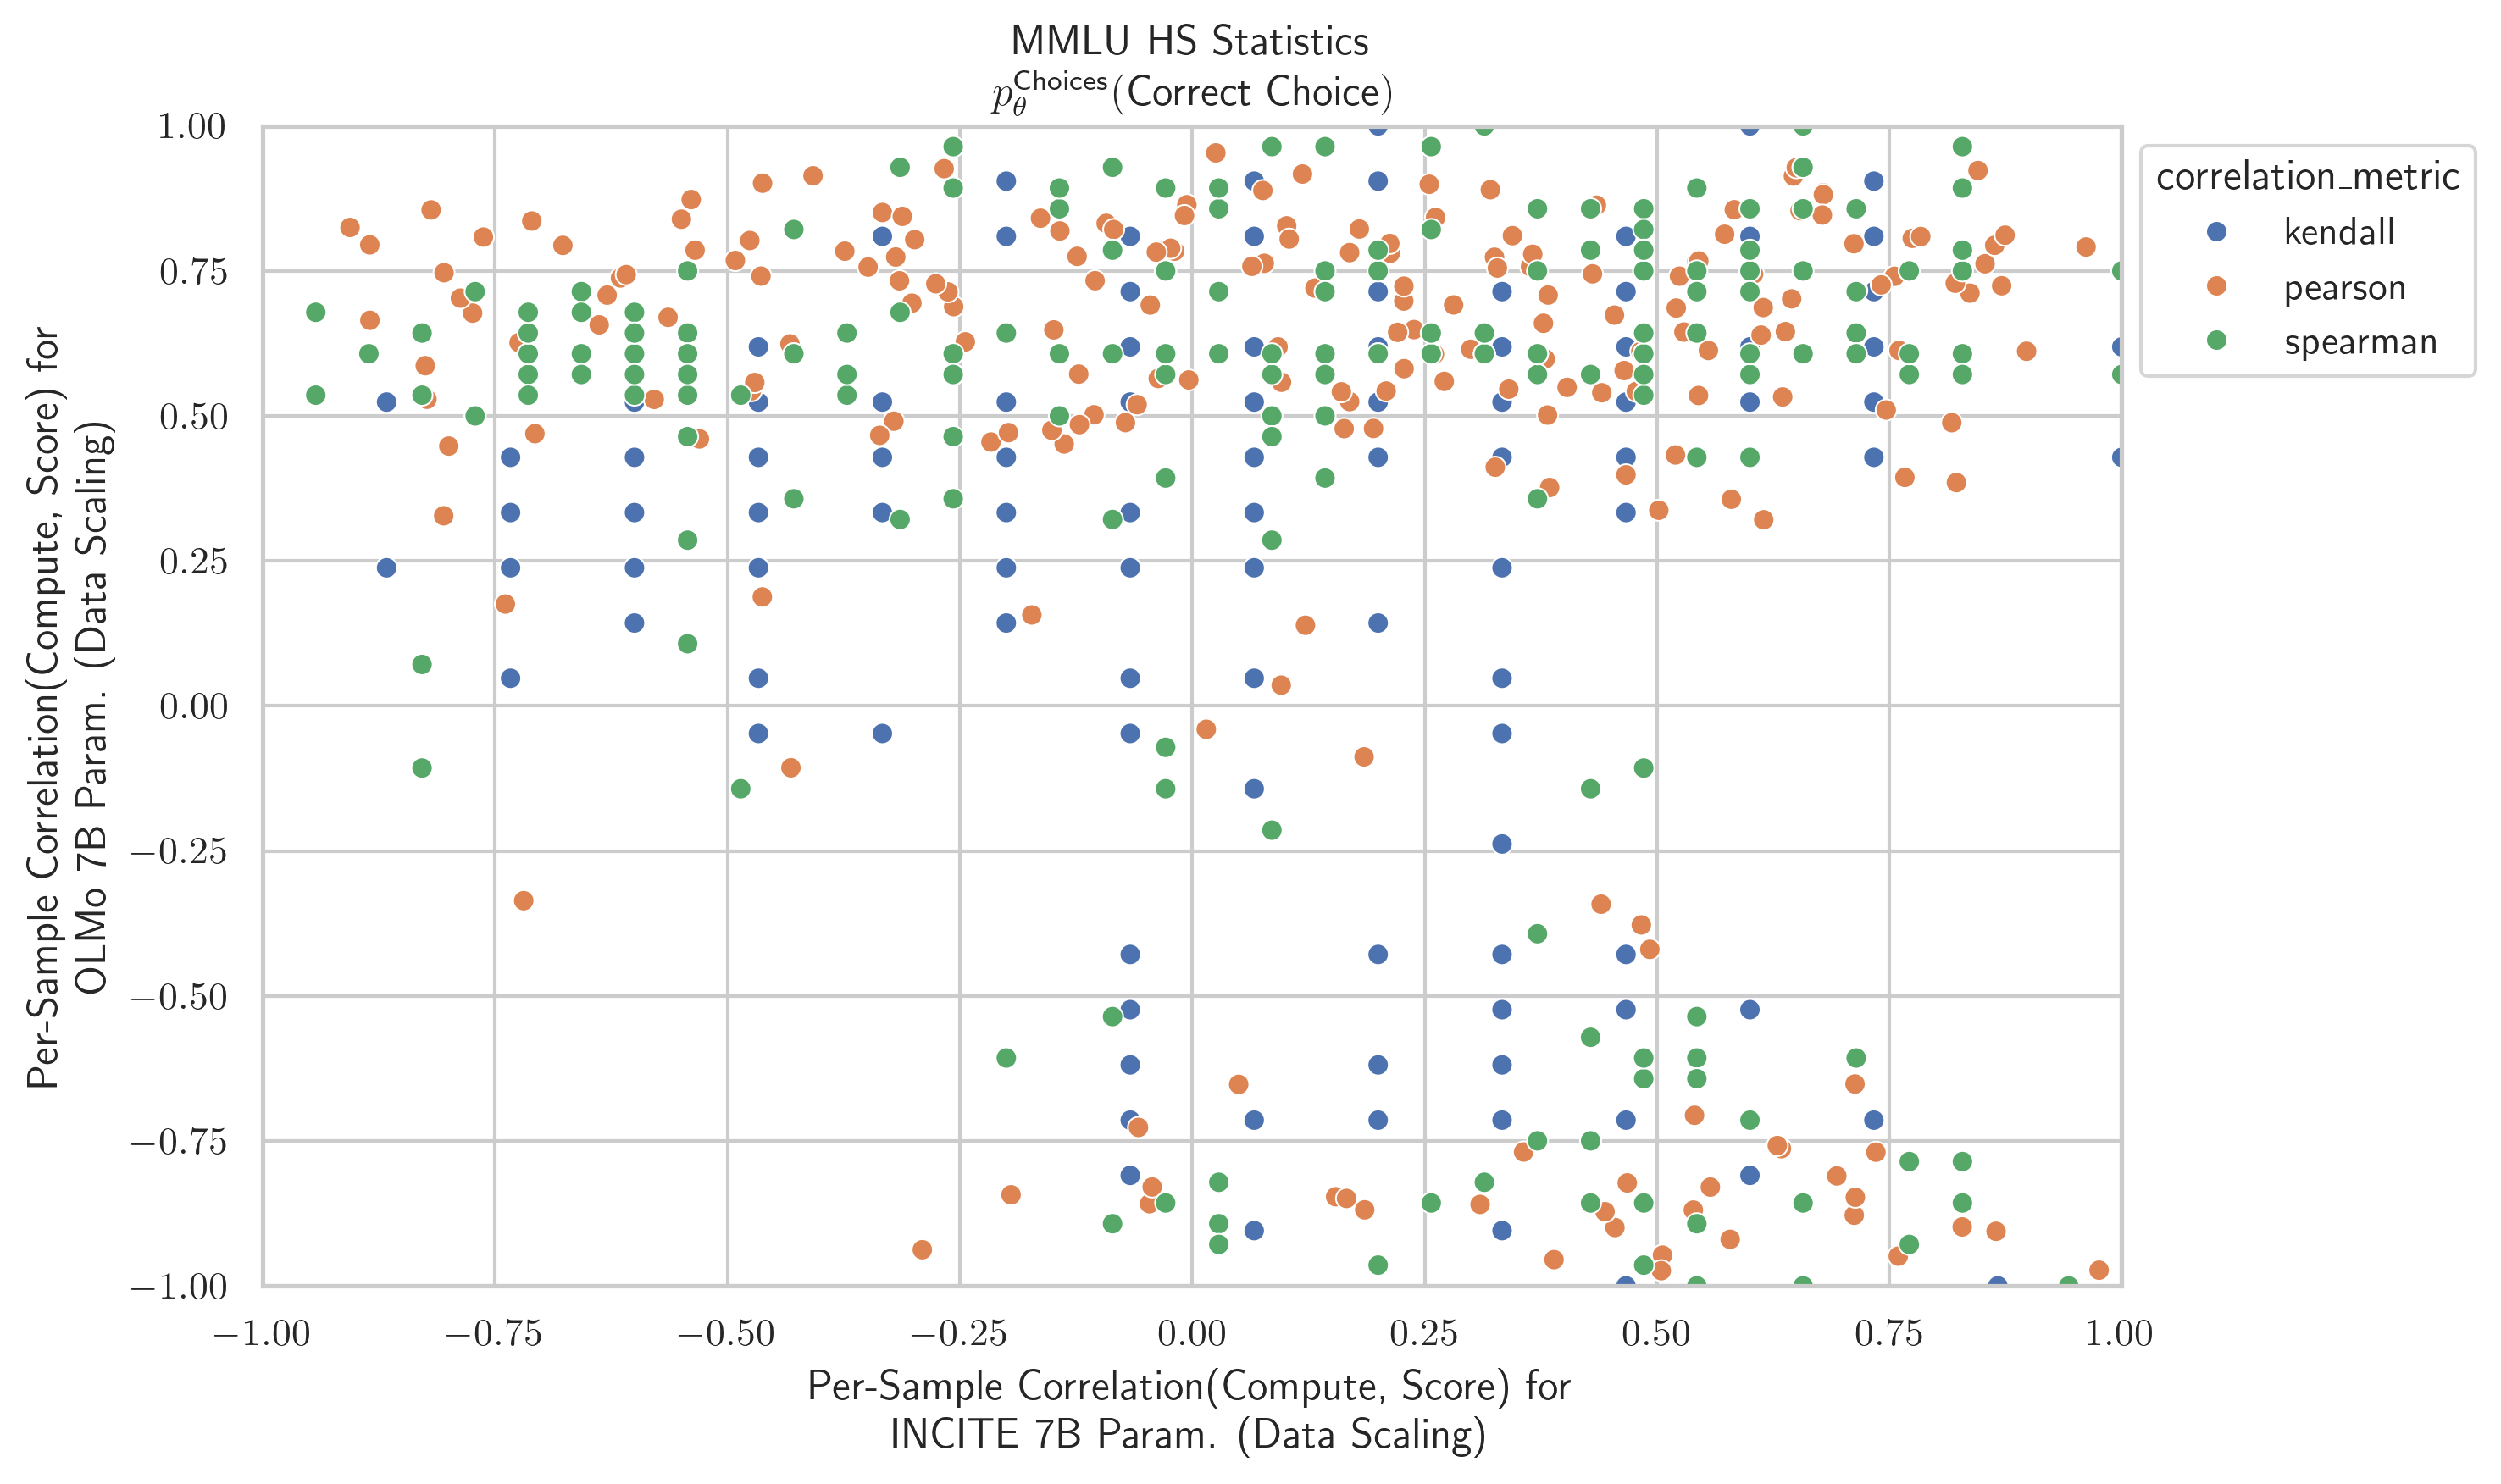 MMLU HS Statistics
p_θ^Choices(Correct Choice)
1.00
0.75
0.50
0.25
0.00
−0.25
−0.50
−0.75
−1.00
Per-Sample Correlation(Compute, Score) for
OLMo 7B Param. (Data Scaling)
correlation_metric
kendall
pearson
spearman
−1.00 −0.75 −0.50 −0.25 0.00 0.25 0.50 0.75 1.00
Per-Sample Correlation(Compute, Score) for
INCITE 7B Param. (Data Scaling)